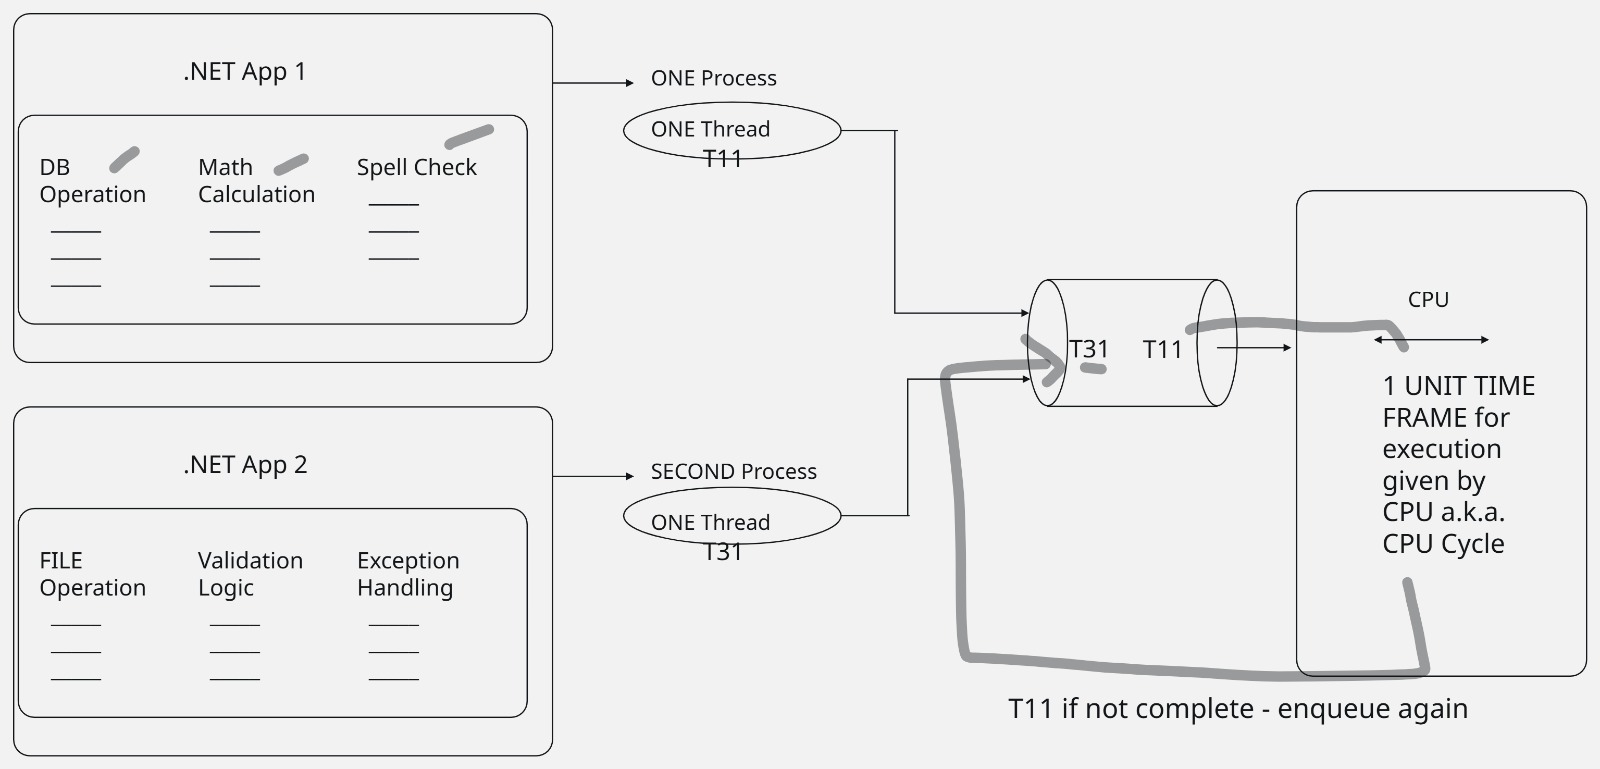 .NET App 1
DB
Operation
Math
Calculation
Spell Check
ONE Process
ONE Thread
T11
.NET App 2
FILE
Operation
Validation
Logic
Exception
Handling
SECOND Process
ONE Thread
T31
T31
T11
CPU
1 UNIT TIME
FRAME for
execution
given by
CPU a.k.a.
CPU Cycle
T11 if not complete - enqueue again